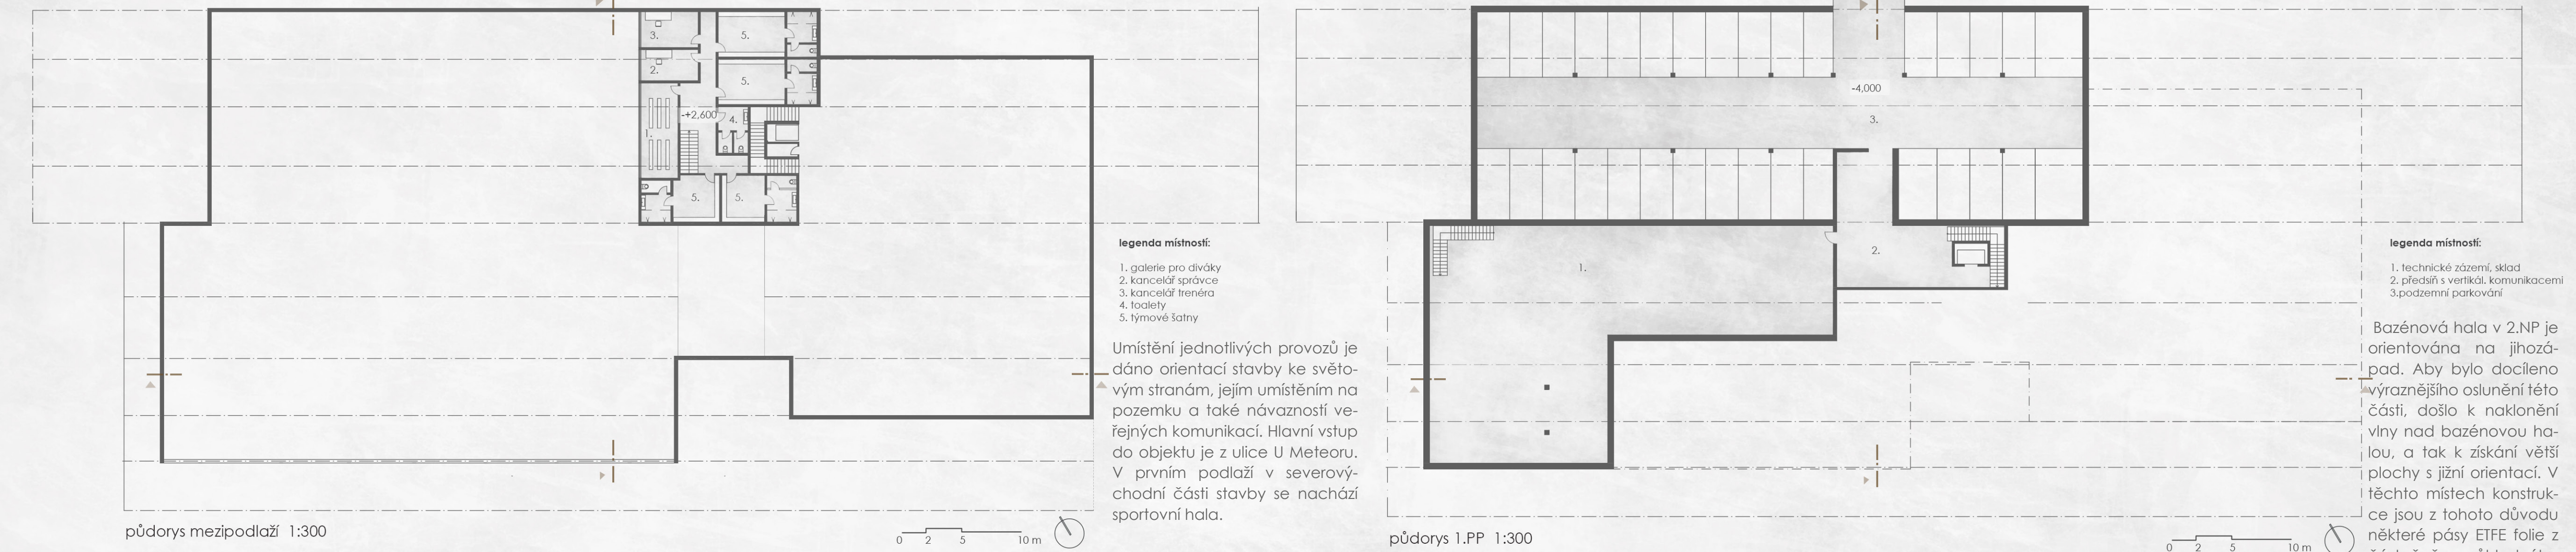 3.
5.
2.
5.
-+2,600
4.
1.
5.
5.
půdorys mezipodlaží 1:300
0 2 5 10 m
legenda místností:
1. galerie pro diváky
2. kancelář správce
3. kancelář trenéra
4. toalety
5. týmové šatny
Umístění jednotlivých provozů je
dáno orientací stavby ke světo-
vým stranám, jejím umístěním na
pozemku a také návazností ve-
řejných komunikací. Hlavní vstup
do objektu je z ulice U Meteoru.
V prvním podlaží v severový-
chodní části stavby se nachází
sportovní hala.
-4,000
3.
2.
1.
půdorys 1.PP 1:300
0 2 5 10 m
legenda místností:
1. technické zázemí, sklad
2. předsíň s vertikál. komunikacemi
3.podzemní parkování
Bazénová hala v 2.NP je
orientována na jihozá-
pad. Aby bylo docíleno
výraznějšího oslunění této
části, došlo k naklonění
vlny nad bazénovou ha-
lou, a tak k získání větší
plochy s jižní orientací. V
těchto místech konstruk-
ce jsou z tohoto důvodu
některé pásy ETFE folie z